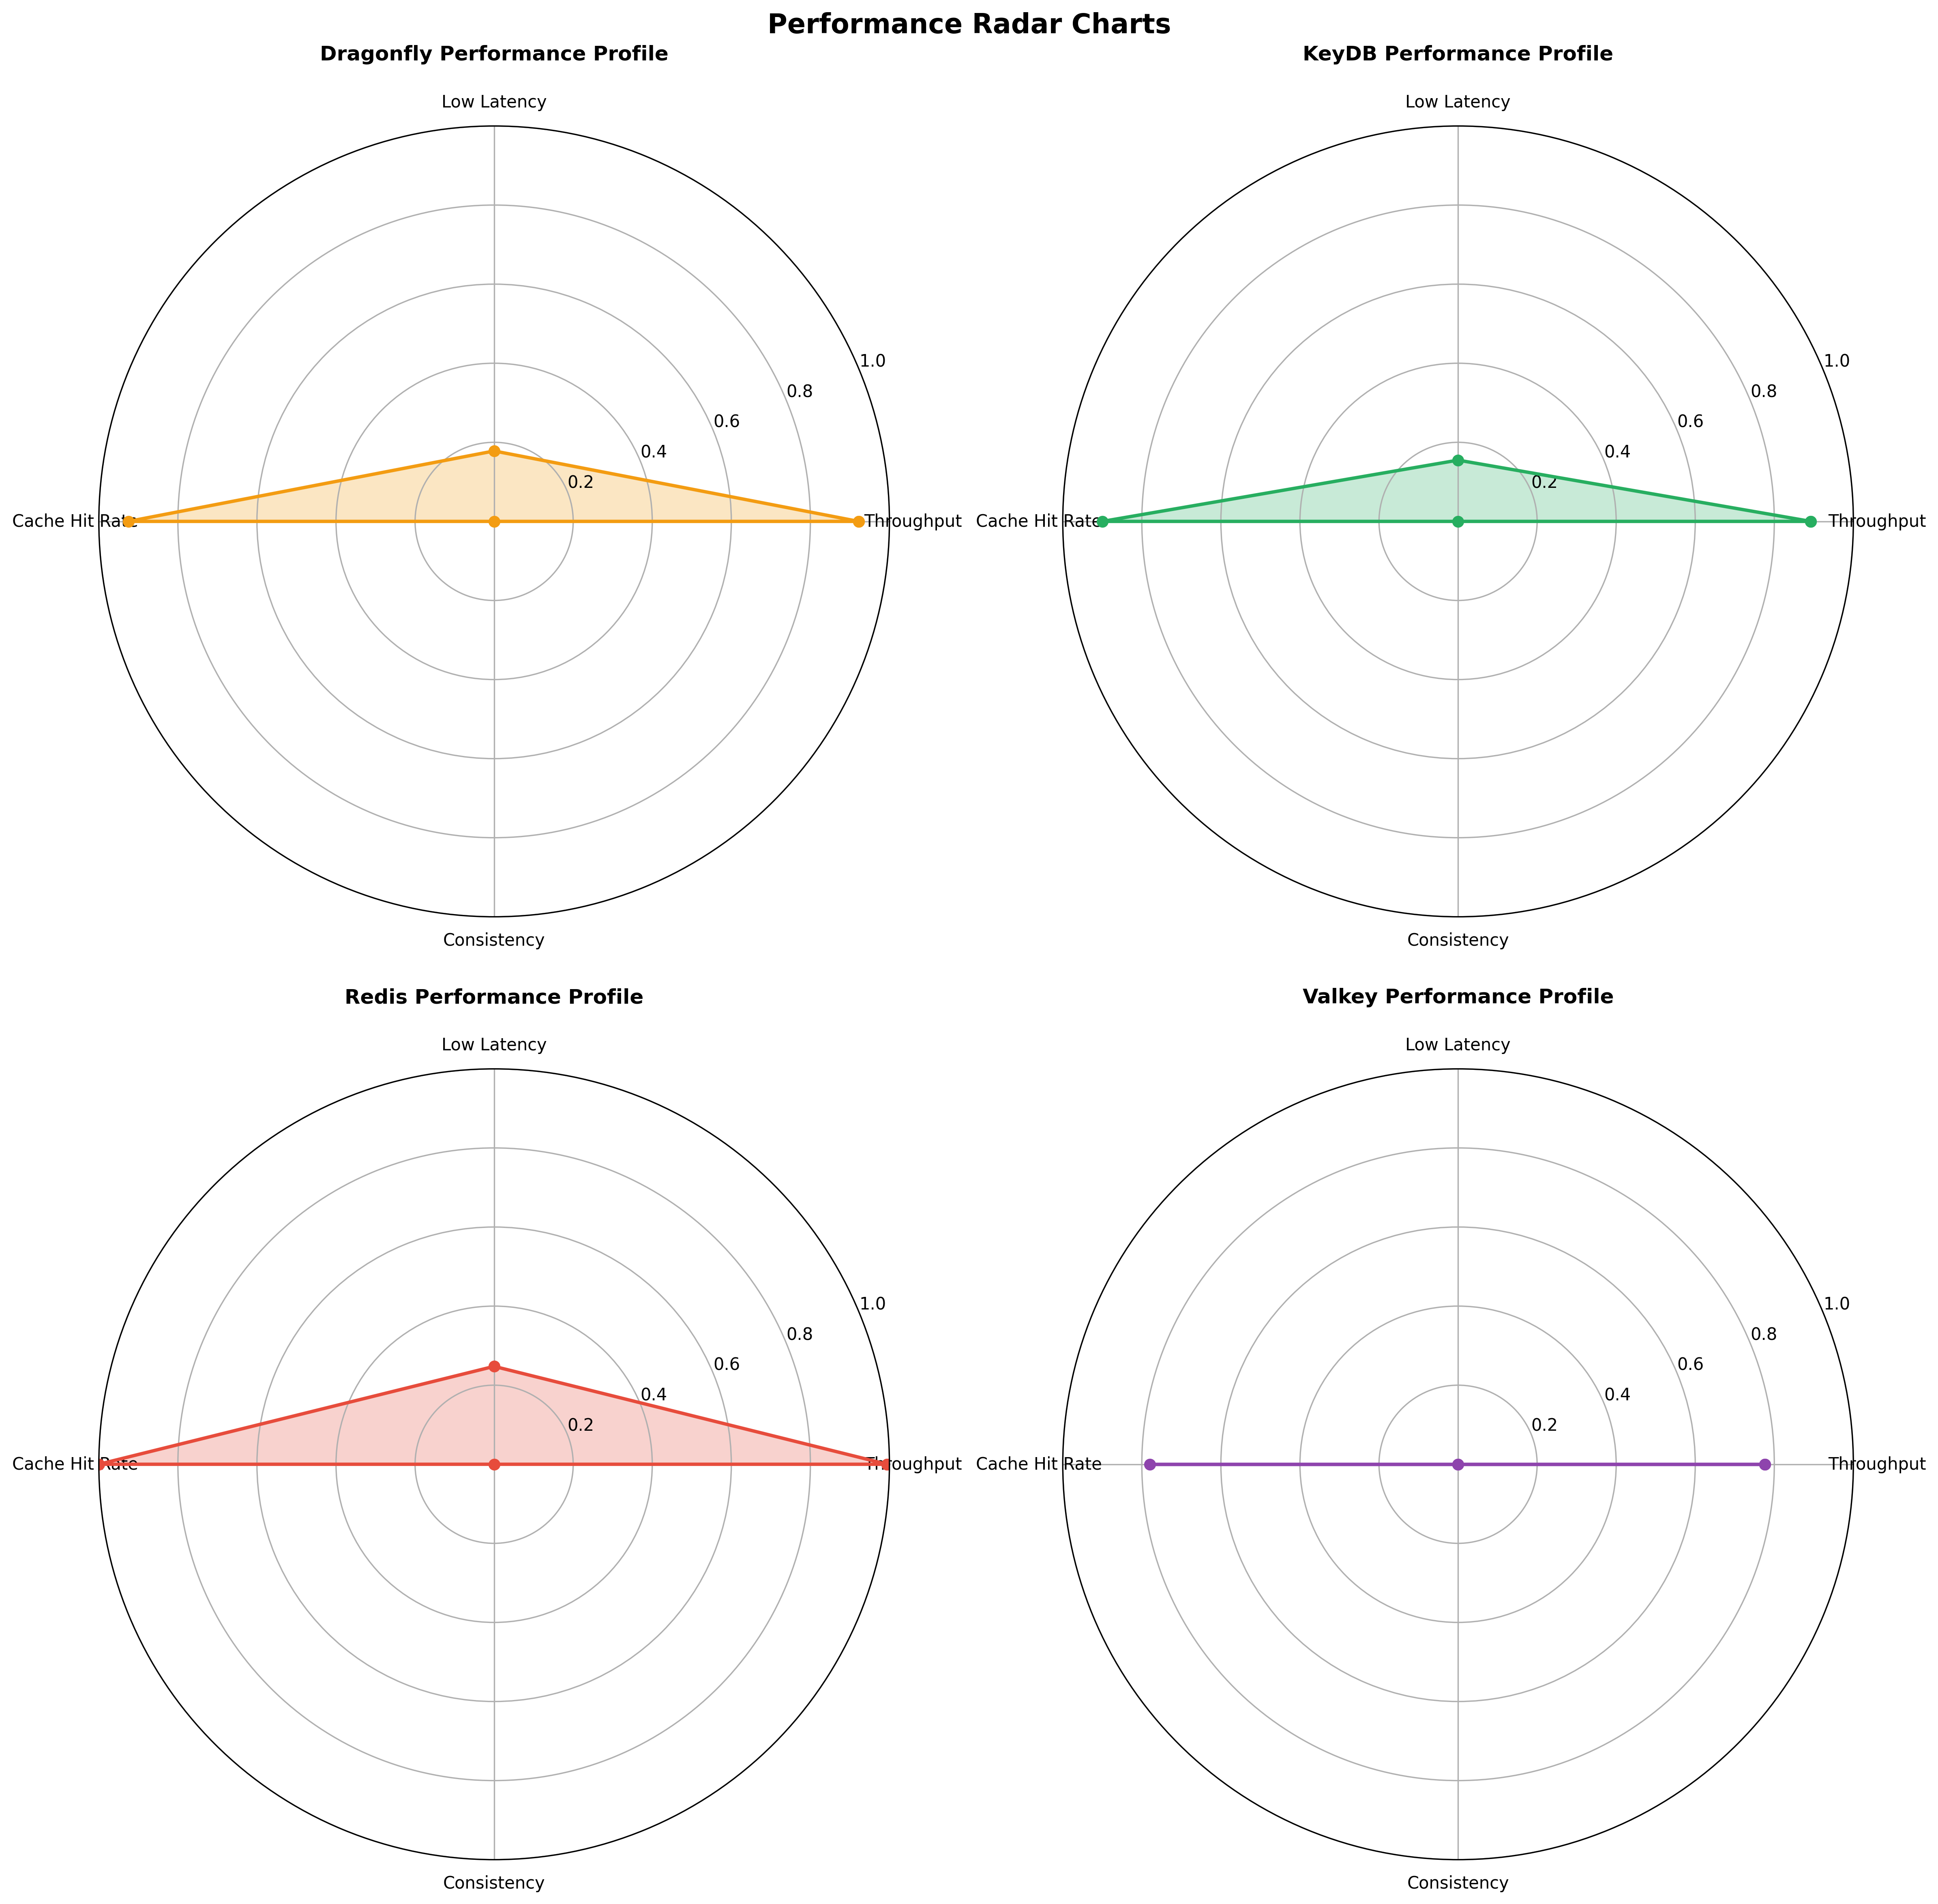 Performance Radar Charts
Dragonfly Performance Profile
Low Latency
1.0
0.8
0.6
0.4
0.2
Cache Hit Rate
Throughput
Consistency
KeyDB Performance Profile
Low Latency
1.0
0.8
0.6
0.4
0.2
Cache Hit Rate
Throughput
Consistency
Redis Performance Profile
Low Latency
1.0
0.8
0.6
0.4
0.2
Cache Hit Rate
Throughput
Consistency
Valkey Performance Profile
Low Latency
1.0
0.8
0.6
0.4
0.2
Cache Hit Rate
Throughput
Consistency